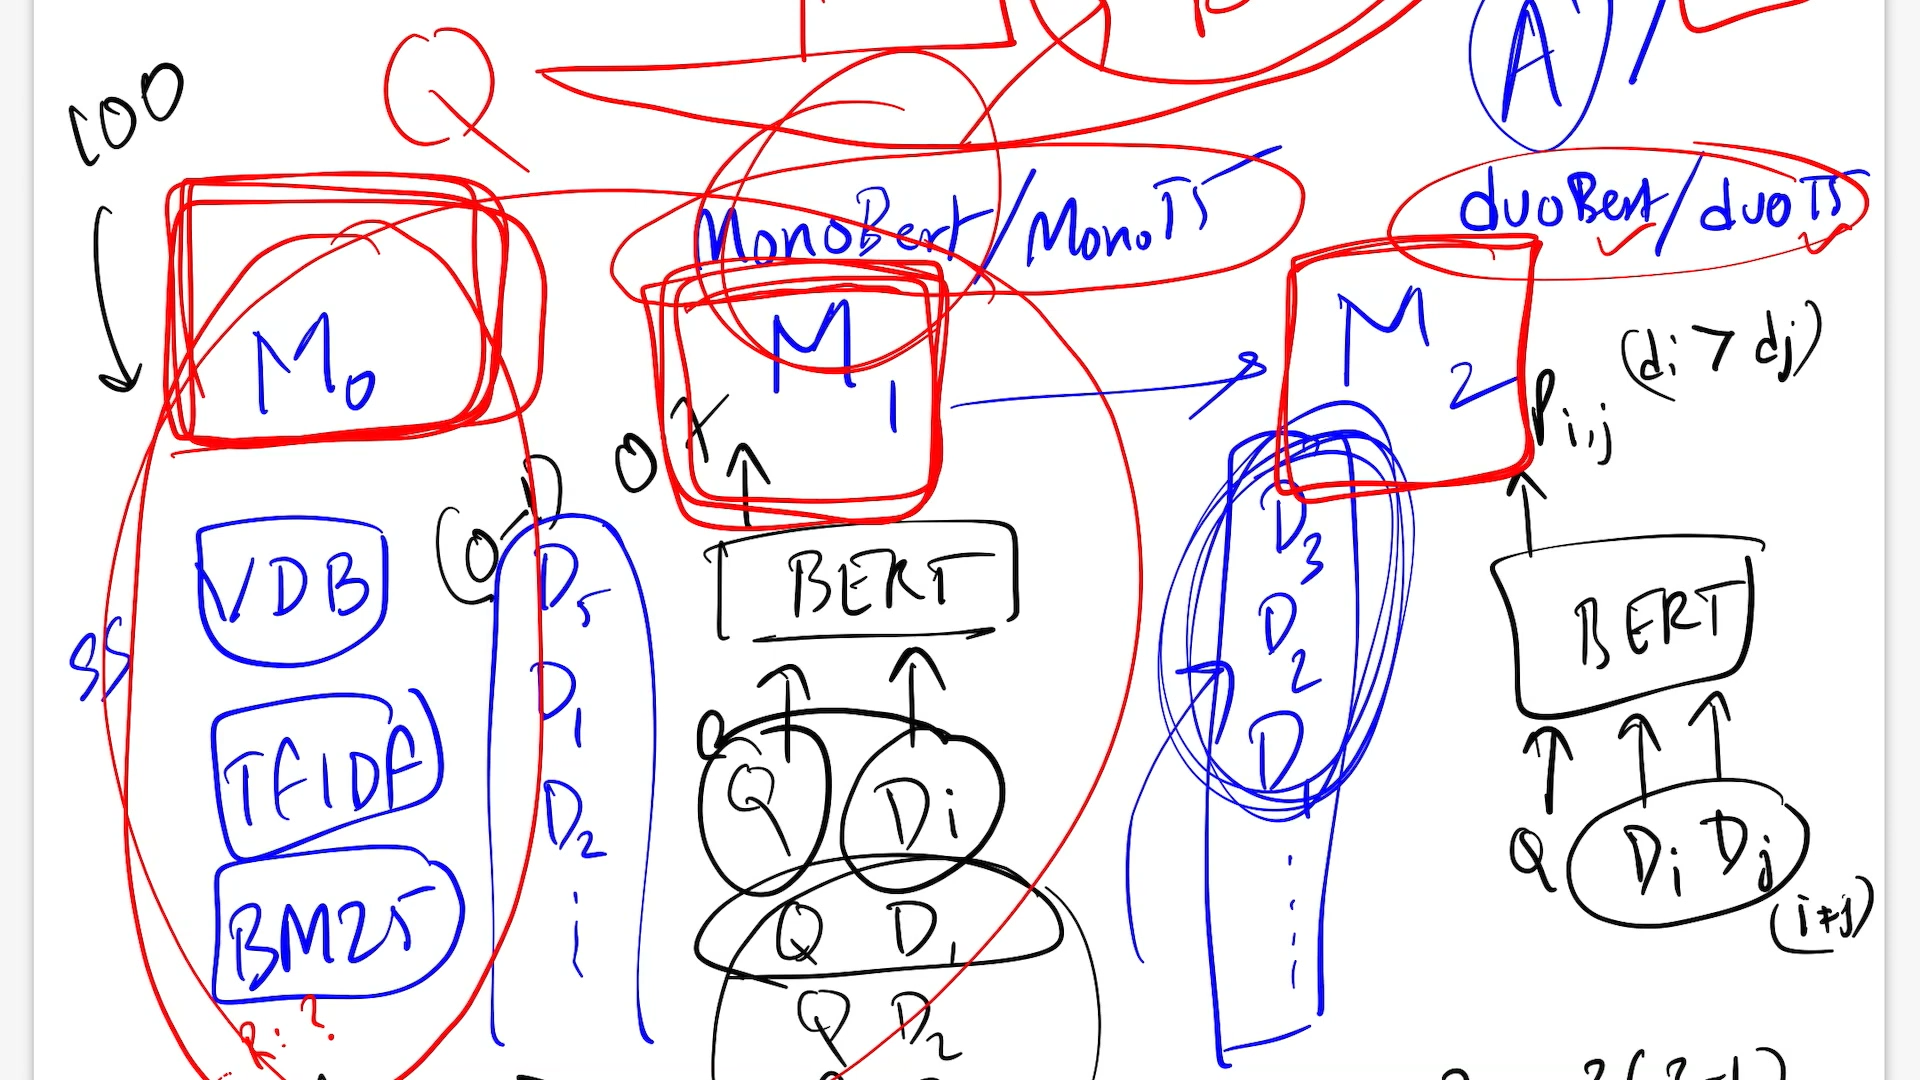 A
100
Q
MonoBert/MonoT5
duoBert/duoT5
M0
M1
M2
(di > dj)
Pi,j
0
(0-1)
VDB
D5
BERT
D3
BERT
SS
D1
D2
TFIDF
Q Di
D
D2
Q Di Dj
(i≠j)
BM25
Q D1
R: ?
Q D2